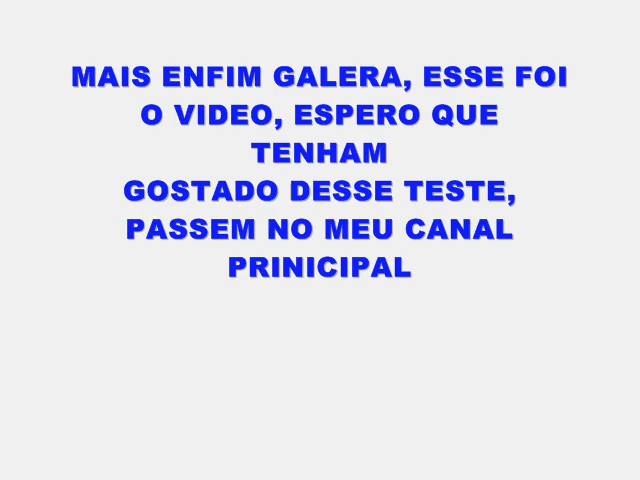 MAIS ENFIM GALERA, ESSE FOI
O VIDEO, ESPERO QUE
TENHAM
GOSTADO DESSE TESTE,
PASSEM NO MEU CANAL
PRINICIPAL